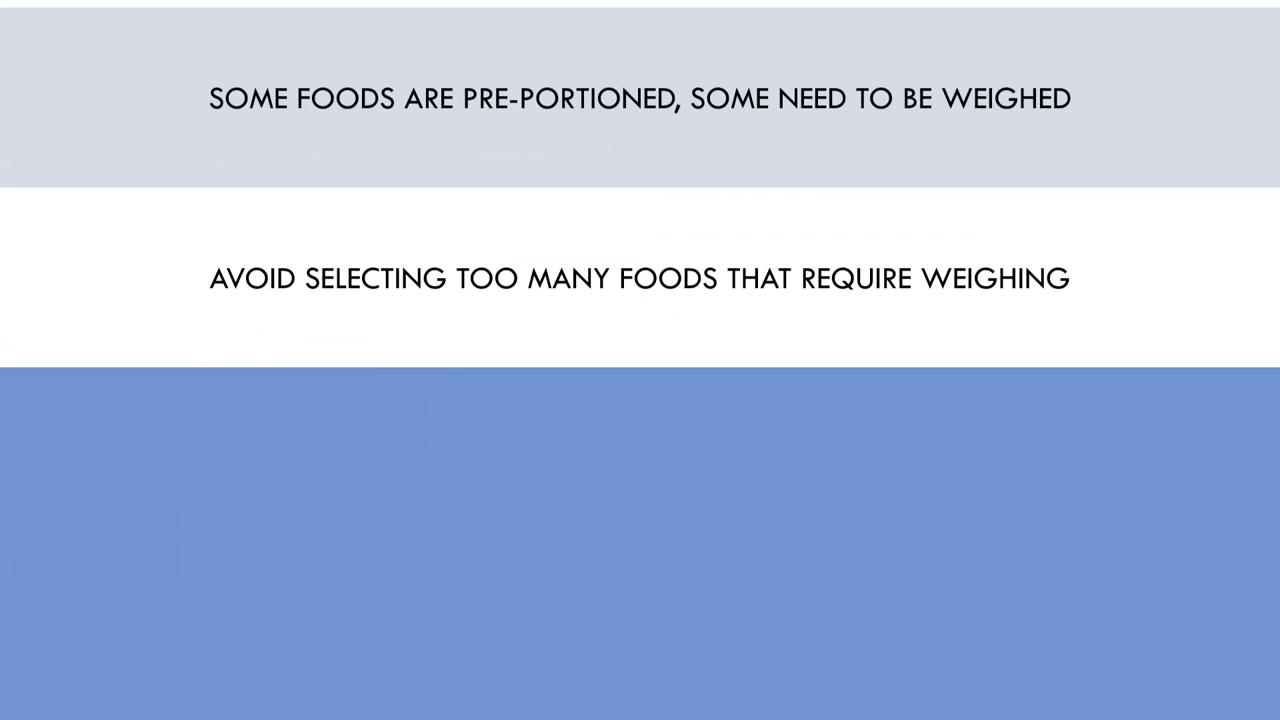 SOME FOODS ARE PRE-PORTIONED, SOME NEED TO BE WEIGHED
AVOID SELECTING TOO MANY FOODS THAT REQUIRE WEIGHING